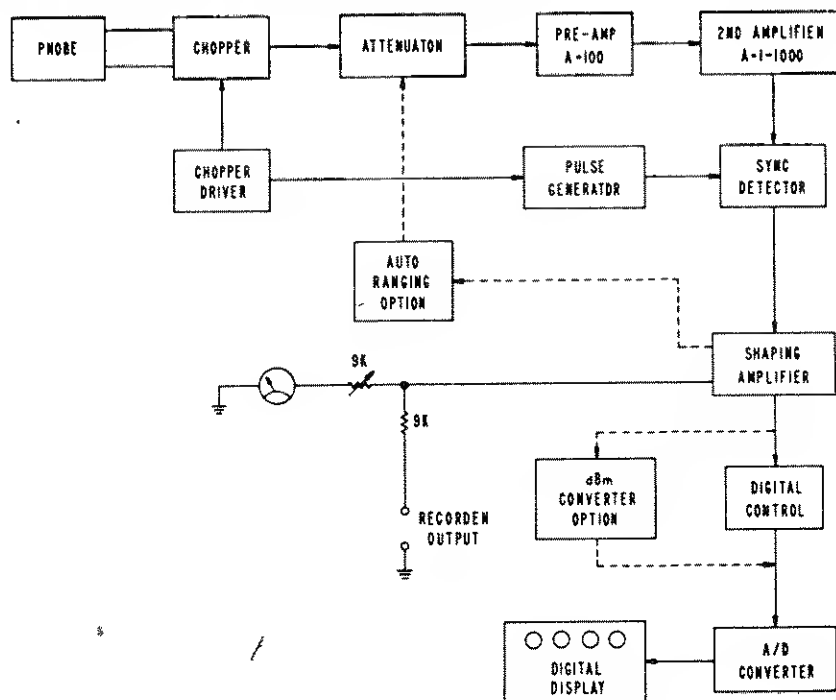 PNOBE
CHOPPER
ATTENUATON
PRE-AMP
A-100
2ND AMPLIFIEN
A-1-1000
CHOPPER
DRIVER
PULSE
GENERATOR
SYNC
DETECTOR
AUTO
RANGING
OPTION
SHAPING
AMPLIFIER
9K
9K
RECORDEN
OUTPUT
dBm
CONVERTER
OPTION
DIGITAL
CONTROL
DIGITAL
DISPLAY
A/D
CONVERTER